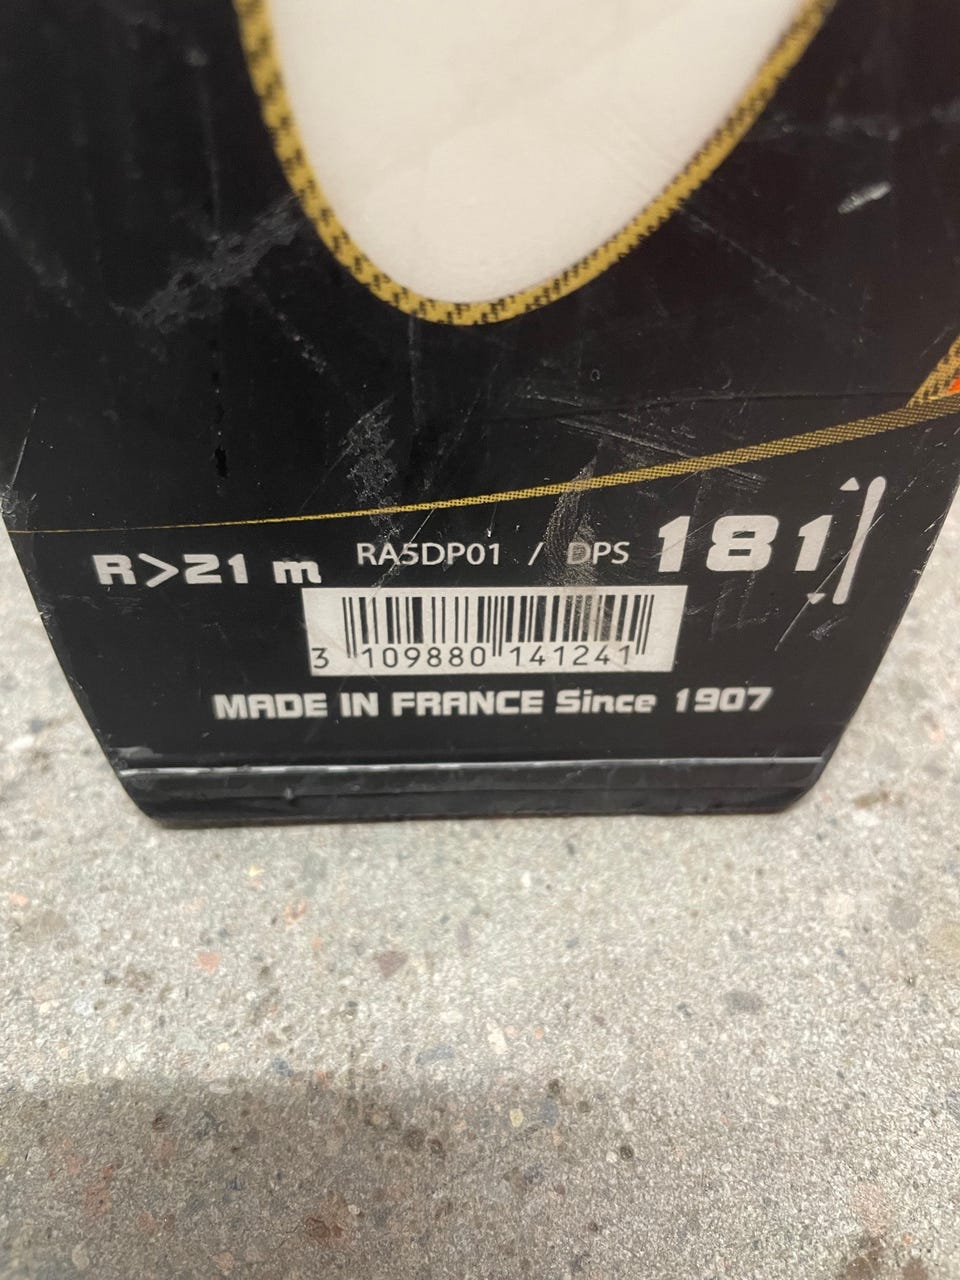 R>21 m RA5DP01 / DPS 181
3 109880 141241
MADE IN FRANCE Since 1907